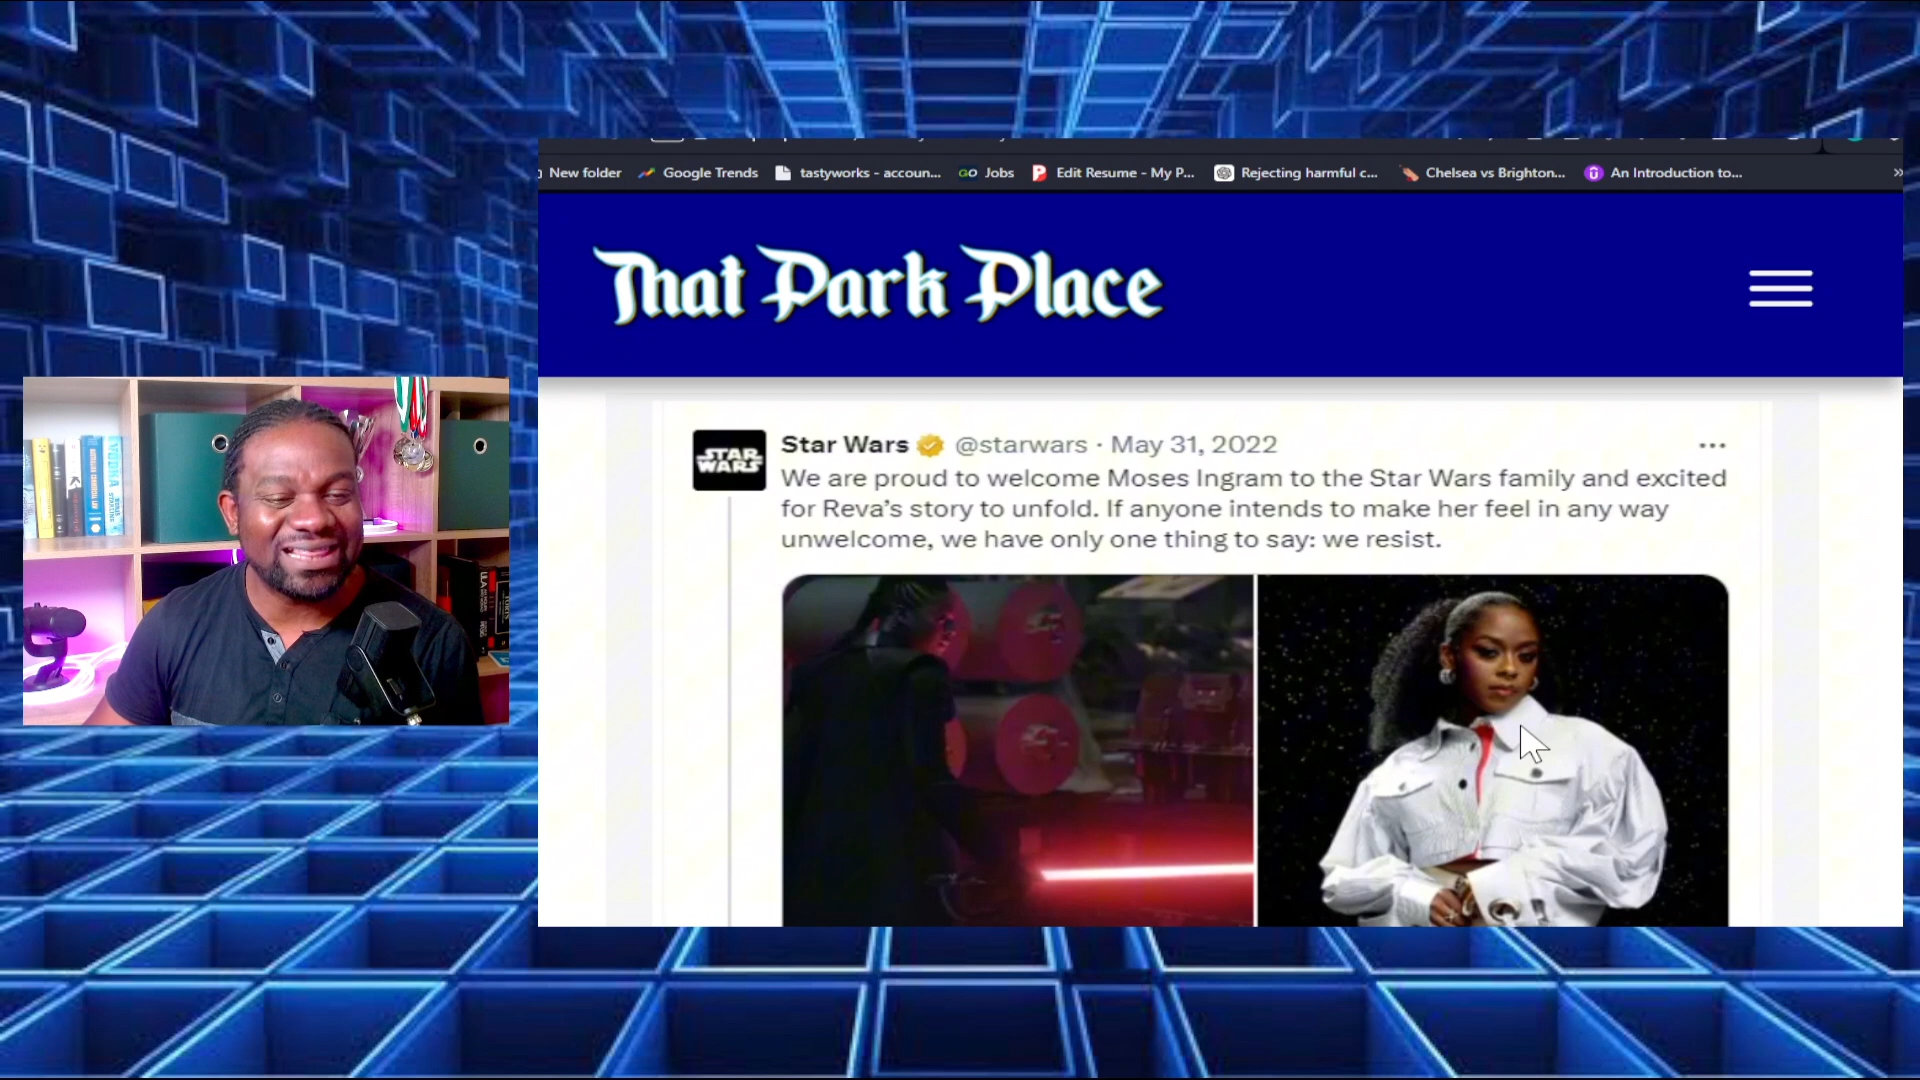 New folder Google Trends tastyworks - accoun... GO Jobs Edit Resume - My P... Rejecting harmful c... Chelsea vs Brighton... An Introduction to... »
That Park Place
STAR WARS
Star Wars @starwars · May 31, 2022 ...
We are proud to welcome Moses Ingram to the Star Wars family and excited
for Reva's story to unfold. If anyone intends to make her feel in any way
unwelcome, we have only one thing to say: we resist.